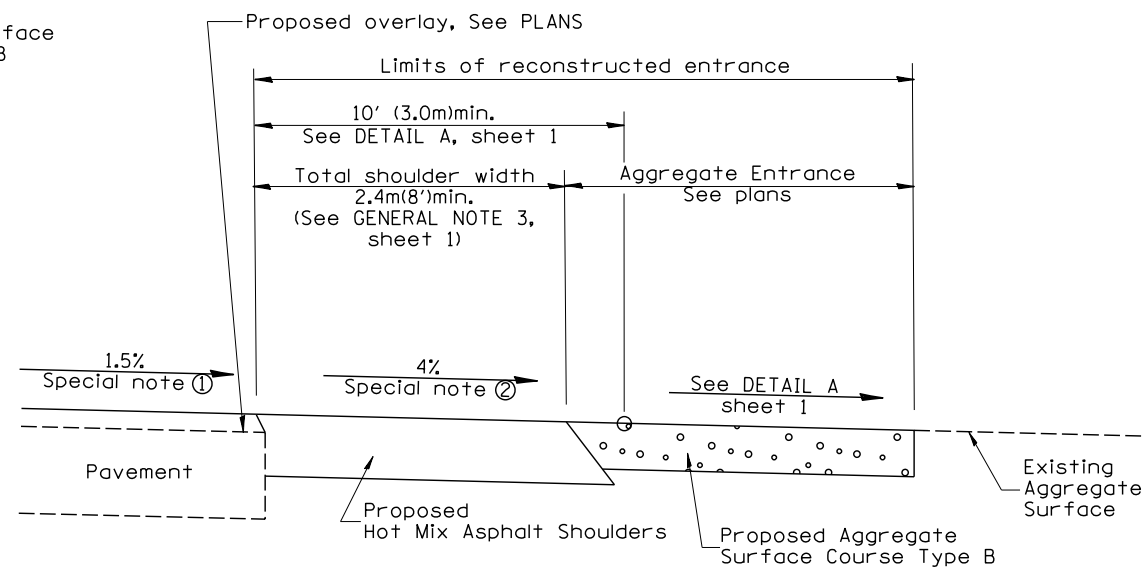 rface
B
Proposed overlay, See PLANS
Limits of reconstructed entrance
10' (3.0m)min.
See DETAIL A, sheet 1
Total shoulder width
2.4m(8')min.
(See GENERAL NOTE 3,
sheet 1)
Aggregate Entrance
See plans
1.5%
Special note ①
4%
Special note ②
See DETAIL A
sheet 1
Pavement
Proposed
Hot Mix Asphalt Shoulders
Proposed Aggregate
Surface Course Type B
Existing
Aggregate
Surface